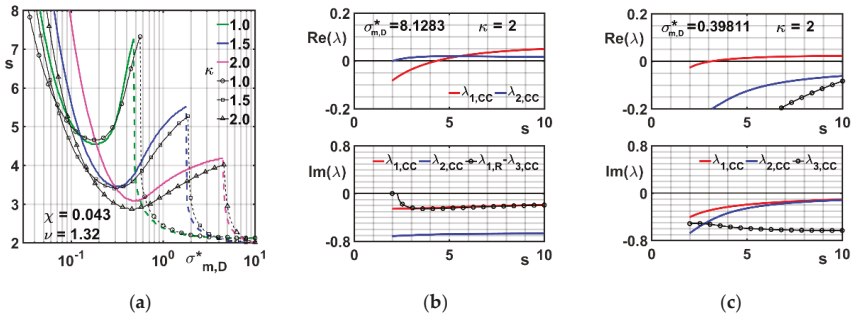 8
7
s
6
5
4
3
2
1.0
1.5
2.0
κ
1.0
1.5
2.0
χ = 0.043
ν = 1.32
10⁻¹
σ*m,D
10⁰
10¹
(a)
0.2
Re(λ)
0
-0.2
σ*m,D = 8.1283
κ = 2
λ1,CC
λ2,CC
5
s
10
0.8
Im(λ)
0
-0.8
λ1,CC
λ2,CC
λ1,R-λ3,CC
5
s
10
(b)
0.2
Re(λ)
0
-0.2
σ*m,D = 0.39811
κ = 2
5
s
10
0.8
Im(λ)
0
-0.8
λ1,CC
λ2,CC
λ3,CC
5
s
10
(c)